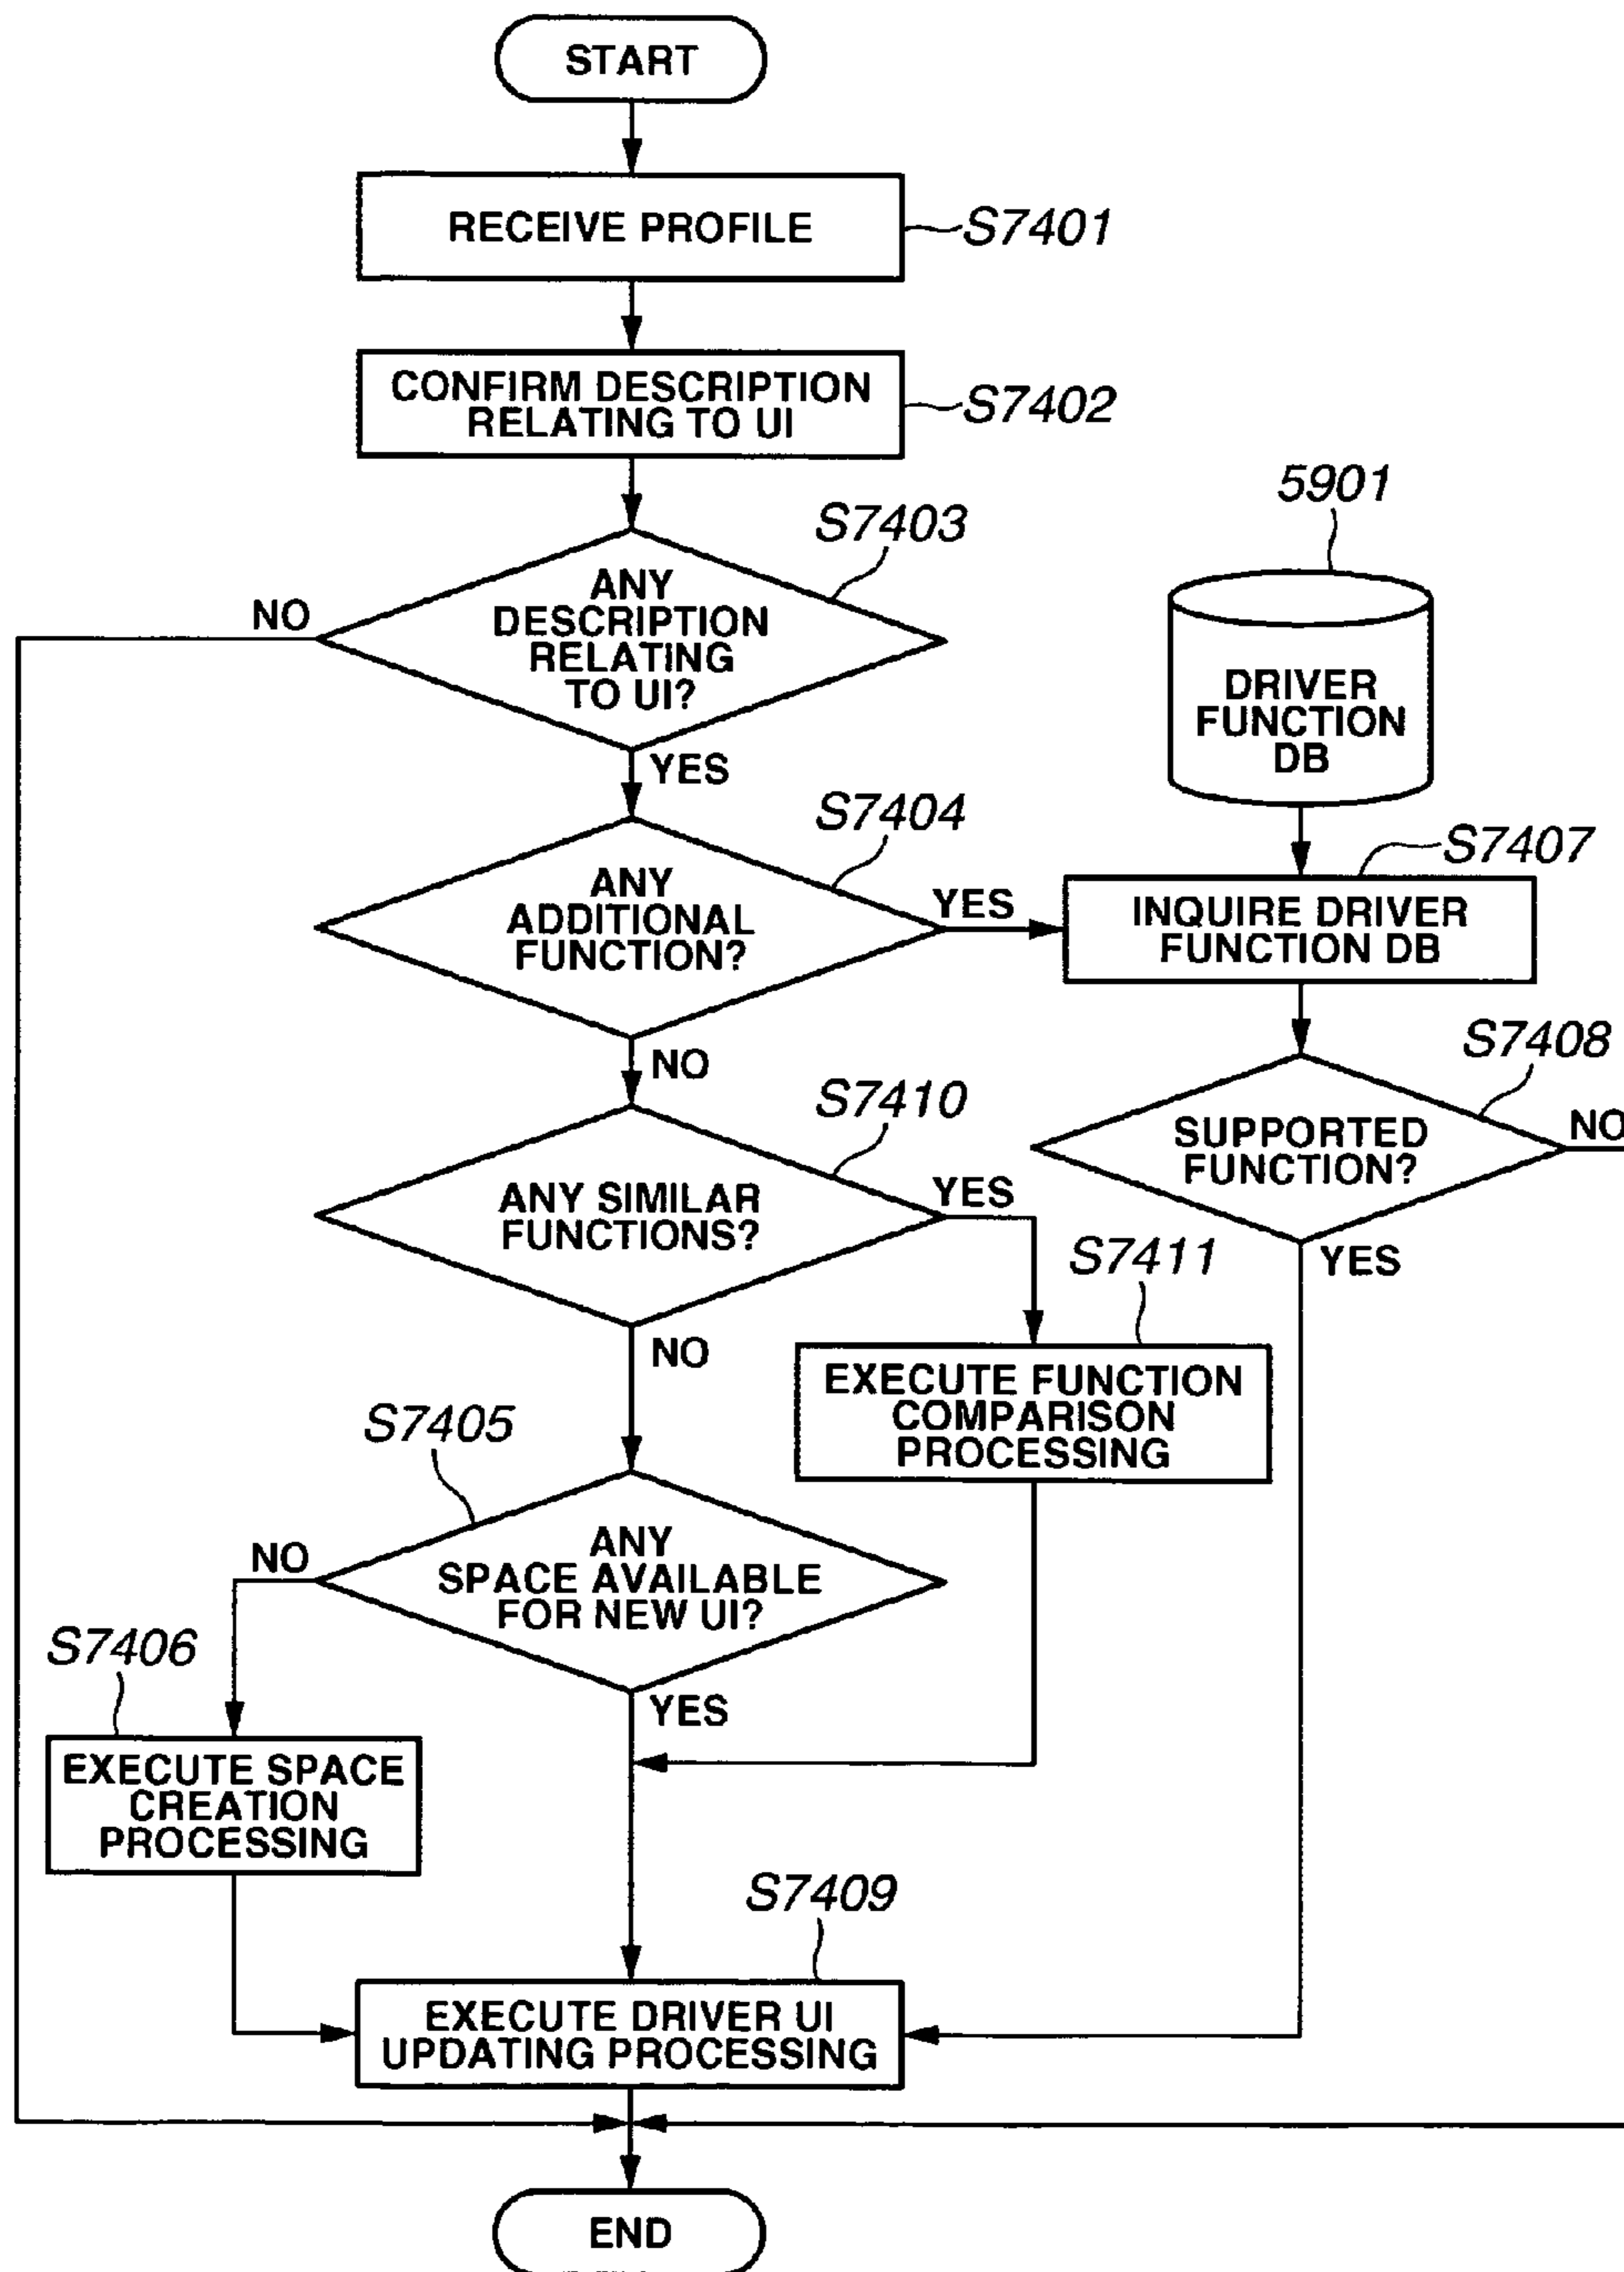 START
RECEIVE PROFILE
S7401
CONFIRM DESCRIPTION
RELATING TO UI
S7402
S7403
ANY
DESCRIPTION
RELATING
TO UI?
NO
YES
5901
DRIVER
FUNCTION
DB
S7404
ANY
ADDITIONAL
FUNCTION?
YES
NO
S7407
INQUIRE DRIVER
FUNCTION DB
S7408
SUPPORTED
FUNCTION?
NO
YES
S7410
ANY SIMILAR
FUNCTIONS?
YES
NO
S7411
EXECUTE FUNCTION
COMPARISON
PROCESSING
S7405
ANY
SPACE AVAILABLE
FOR NEW UI?
NO
YES
S7406
EXECUTE SPACE
CREATION
PROCESSING
S7409
EXECUTE DRIVER UI
UPDATING PROCESSING
END